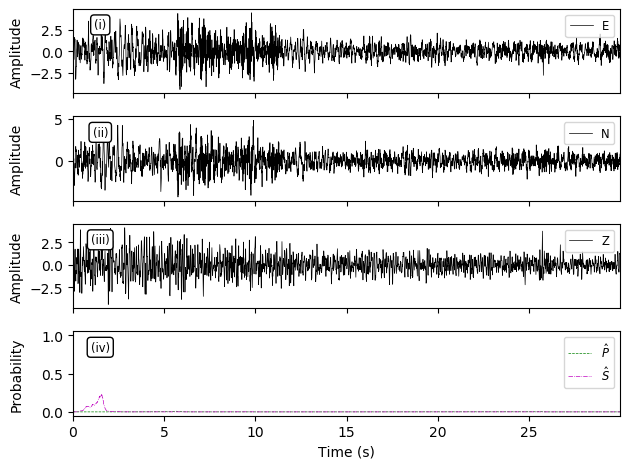 Amplitude
2.5
0.0
−2.5
(i)
E
Amplitude
5
0
(ii)
N
Amplitude
2.5
0.0
−2.5
(iii)
Z
Probability
1.0
0.5
0.0
(iv)
P̂
Ŝ
0 5 10 15 20 25
Time (s)